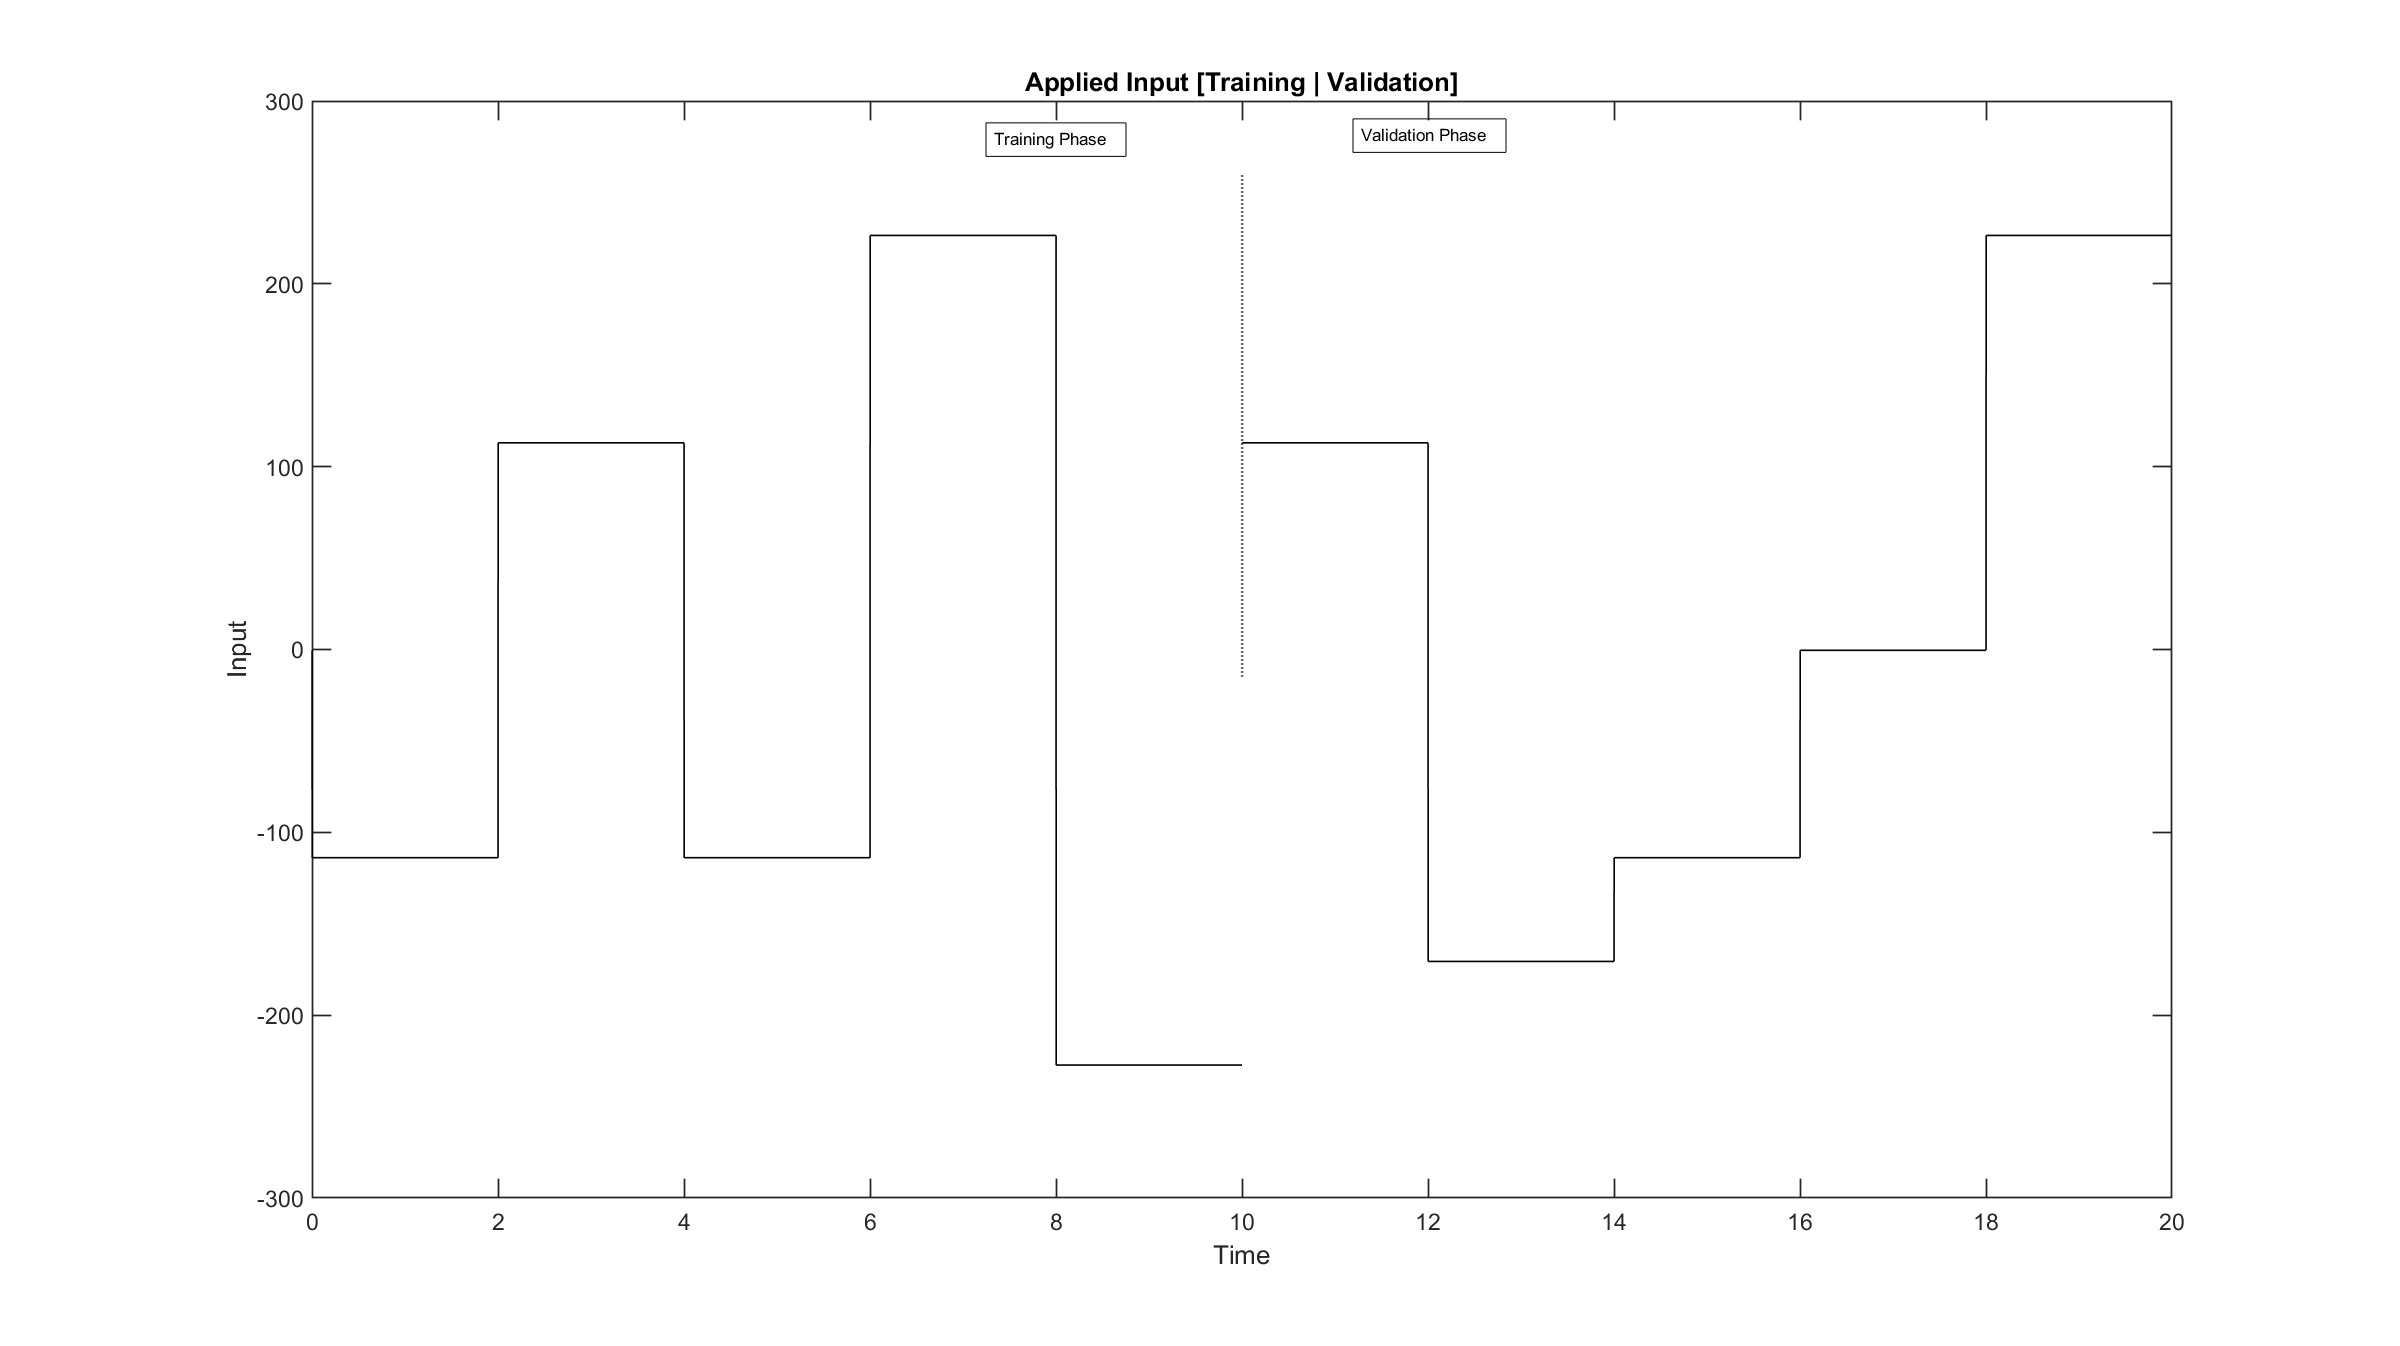 Applied Input [Training | Validation]
300
Training Phase
Validation Phase
200
100
0
-100
-200
-300
Input
0 2 4 6 8 10 12 14 16 18 20
Time